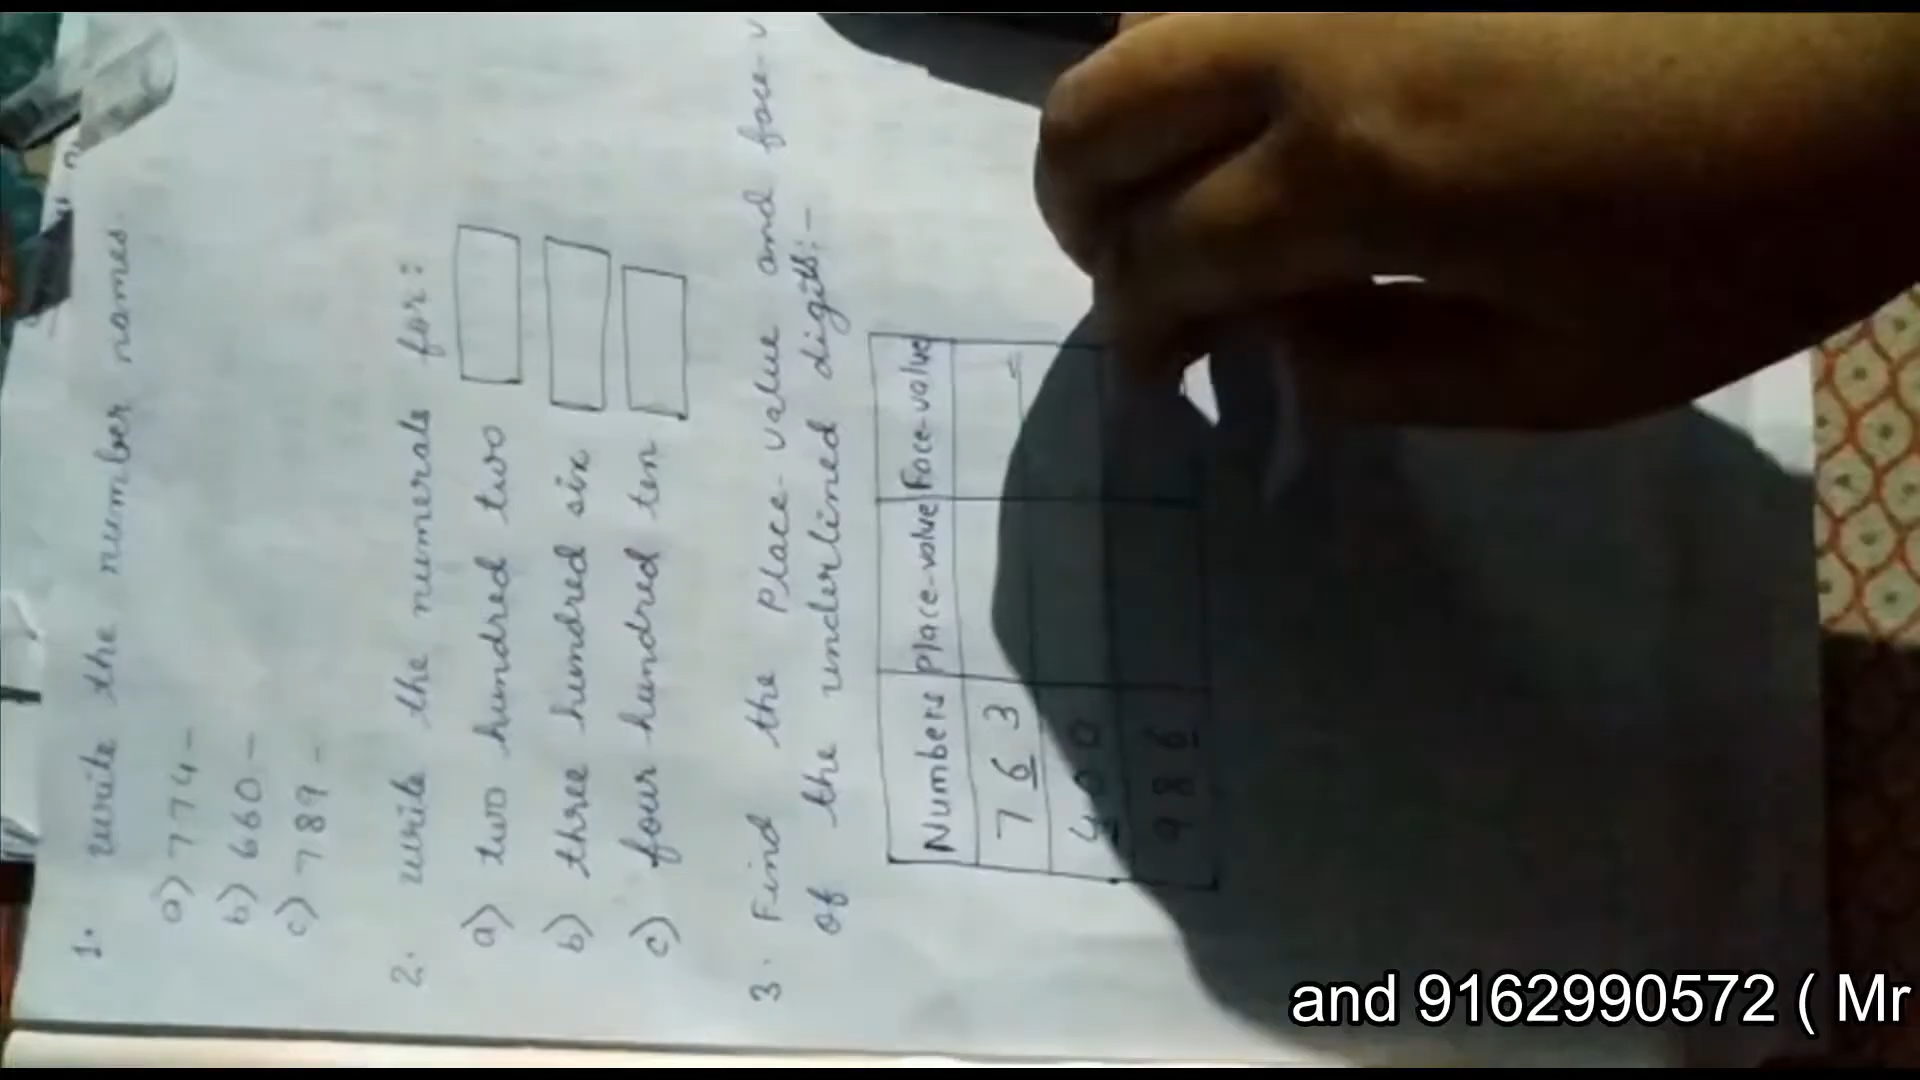 1. write the number names.
a) 774 -
b) 660 -
c) 789 -
2. write the numerals for:
a) two hundred two
b) three hundred six
c) four hundred ten
3. Find the Place-value and face-v
of the underlined digits:-
Numbers Place-value Face-value
763
400
986
and 9162990572 ( Mr